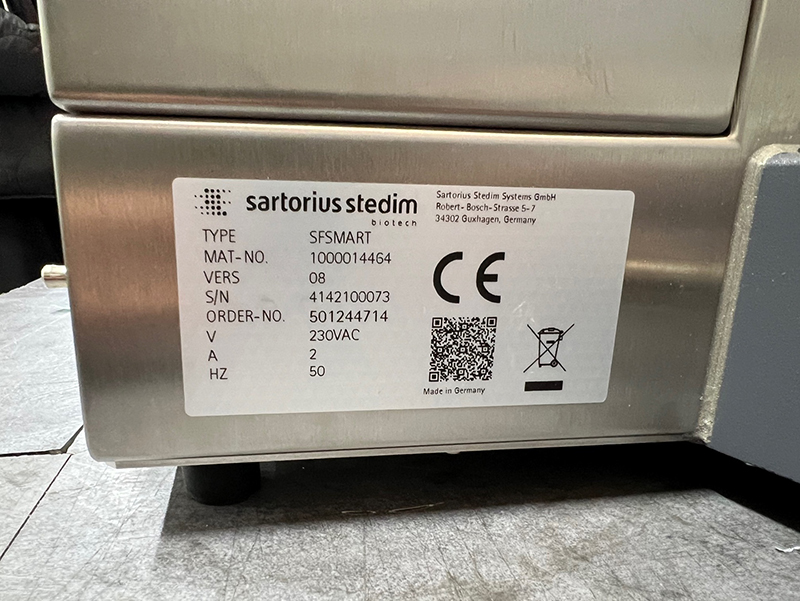 sartorius stedim
biotech
Sartorius Stedim Systems GmbH
Robert-Bosch-Strasse 5-7
34302 Guxhagen, Germany
TYPE SFSMART
MAT-NO. 1000014464
VERS 08
S/N 4142100073
ORDER-NO. 501244714
V 230VAC
A 2
HZ 50
CE
Made in Germany